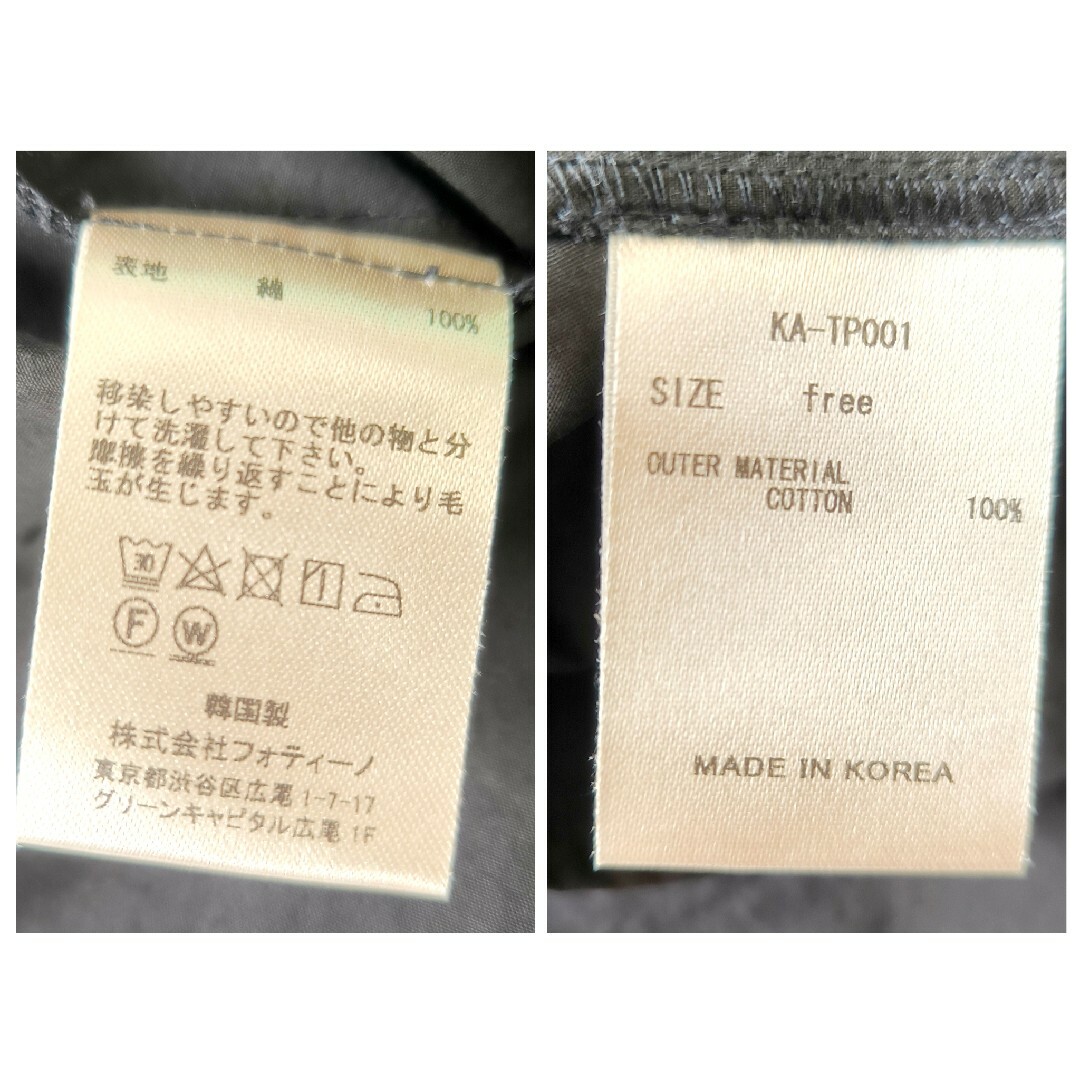 表地 綿
100%
移染しやすいので他の物と分
けて洗濯して下さい。
摩擦を繰り返すことにより毛
玉が生じます。
30
F W
韓国製
株式会社フォティーノ
東京都渋谷区広尾 1-7-17
グリーンキャピタル広尾 1F
KA-TP001
SIZE free
OUTER MATERIAL
COTTON 100%
MADE IN KOREA